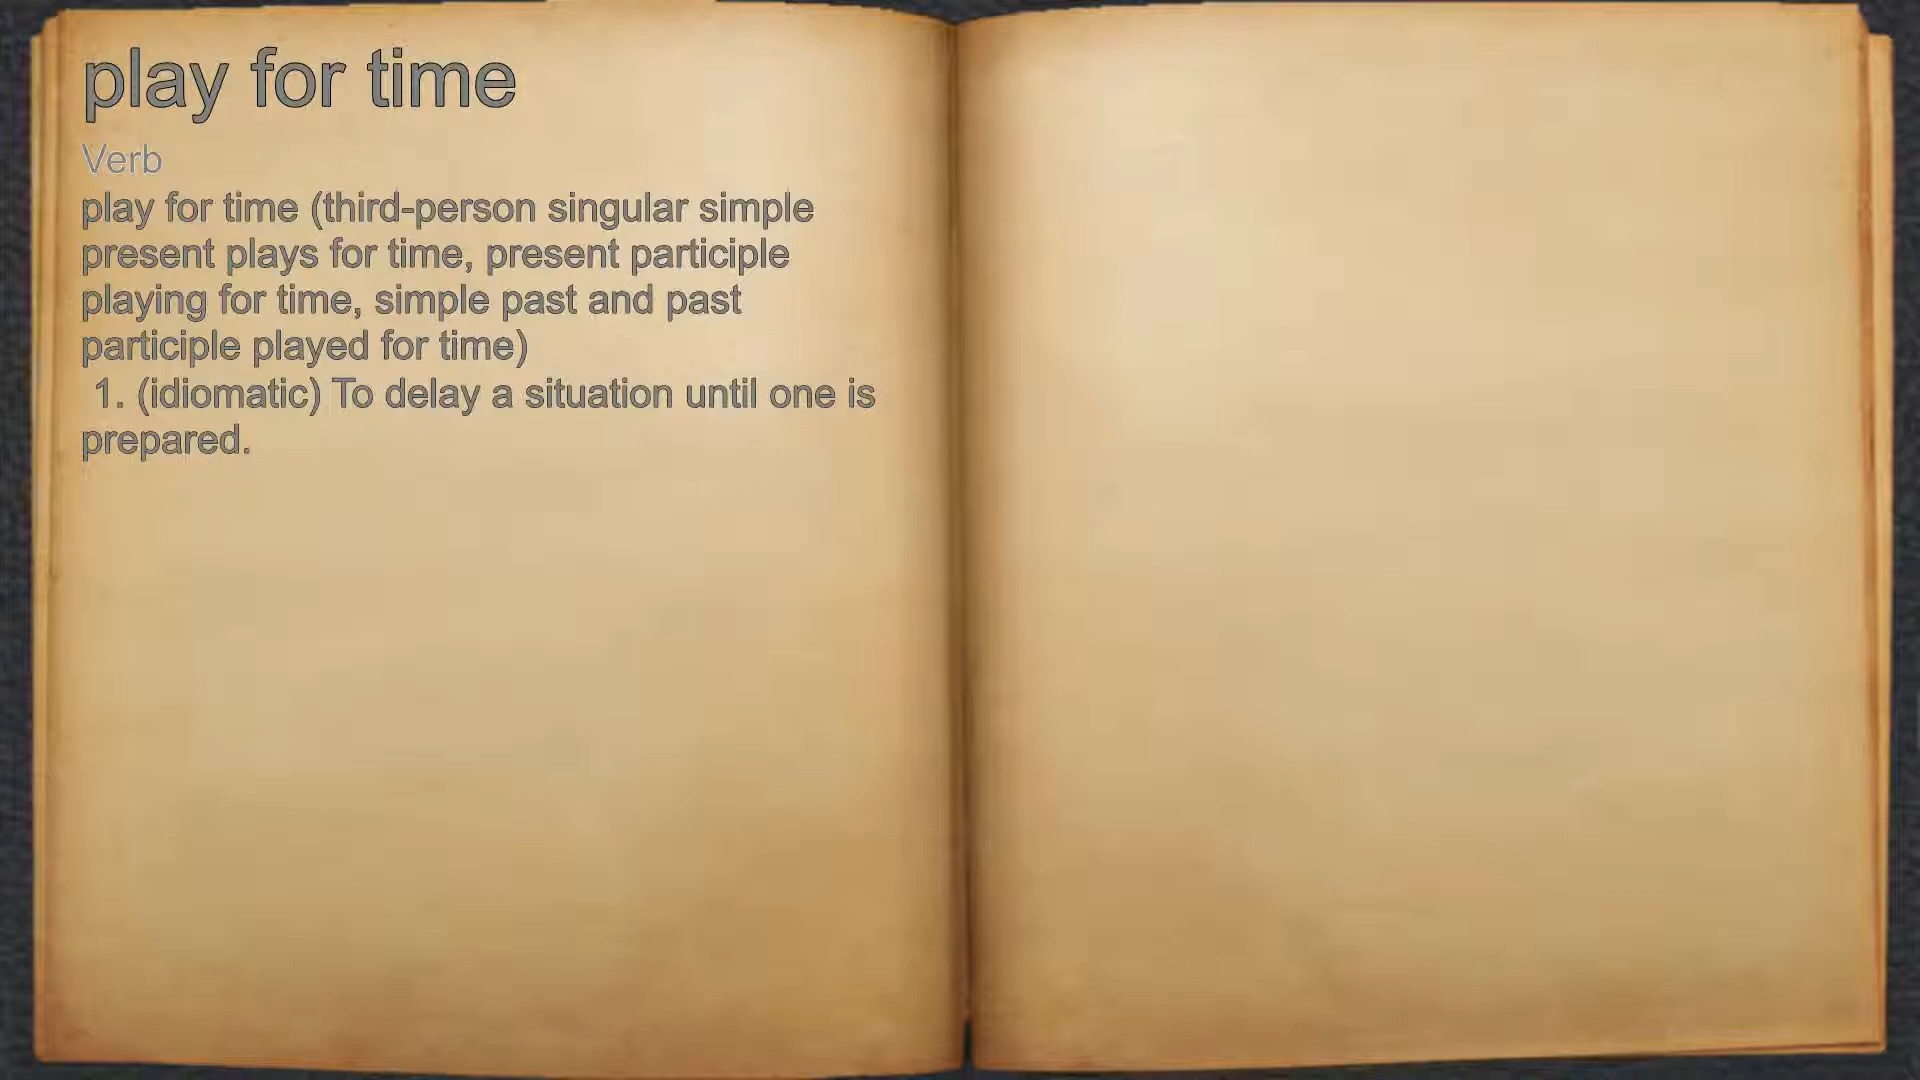 play for time
Verb
play for time (third-person singular simple
present plays for time, present participle
playing for time, simple past and past
participle played for time)
1. (idiomatic) To delay a situation until one is
prepared.